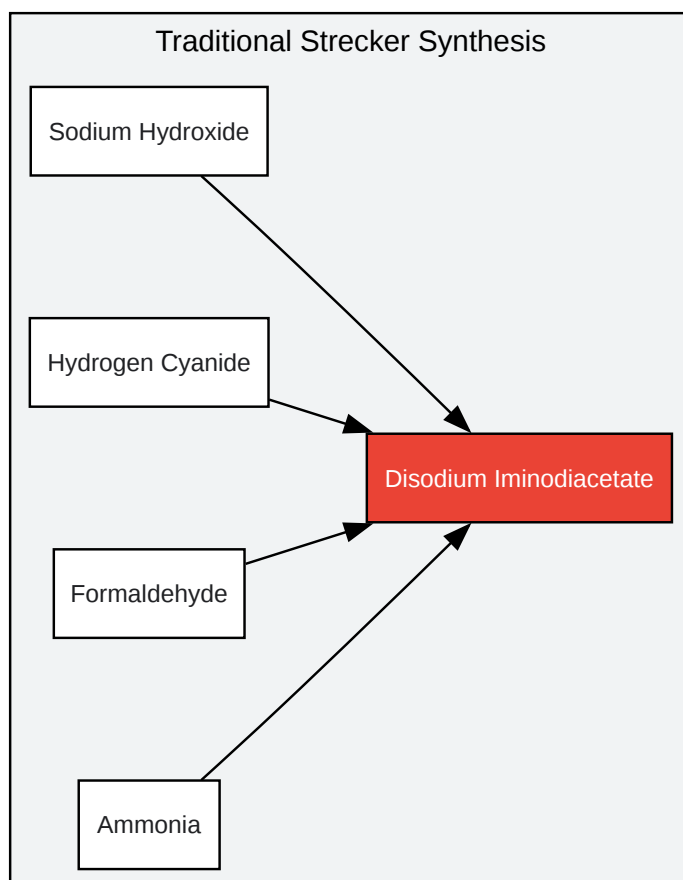 Traditional Strecker Synthesis
Sodium Hydroxide
Hydrogen Cyanide
Disodium Iminodiacetate
Formaldehyde
Ammonia